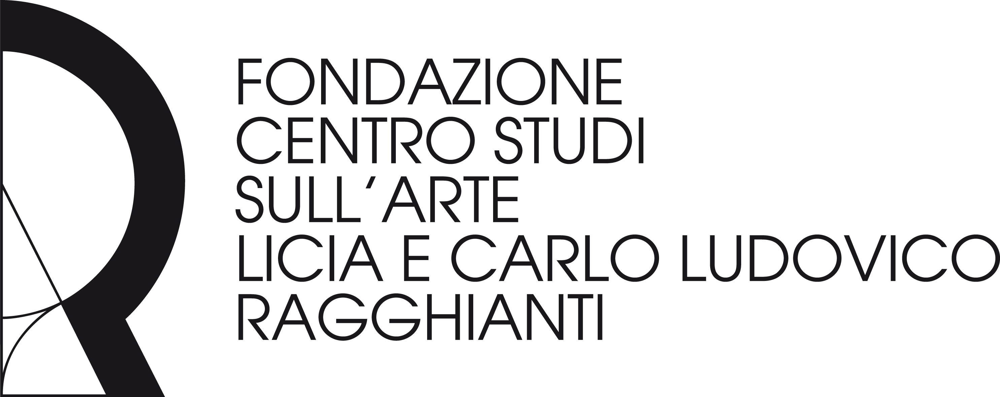 FONDAZIONE
CENTRO STUDI
SULL'ARTE
LICIA E CARLO LUDOVICO
RAGGHIANTI